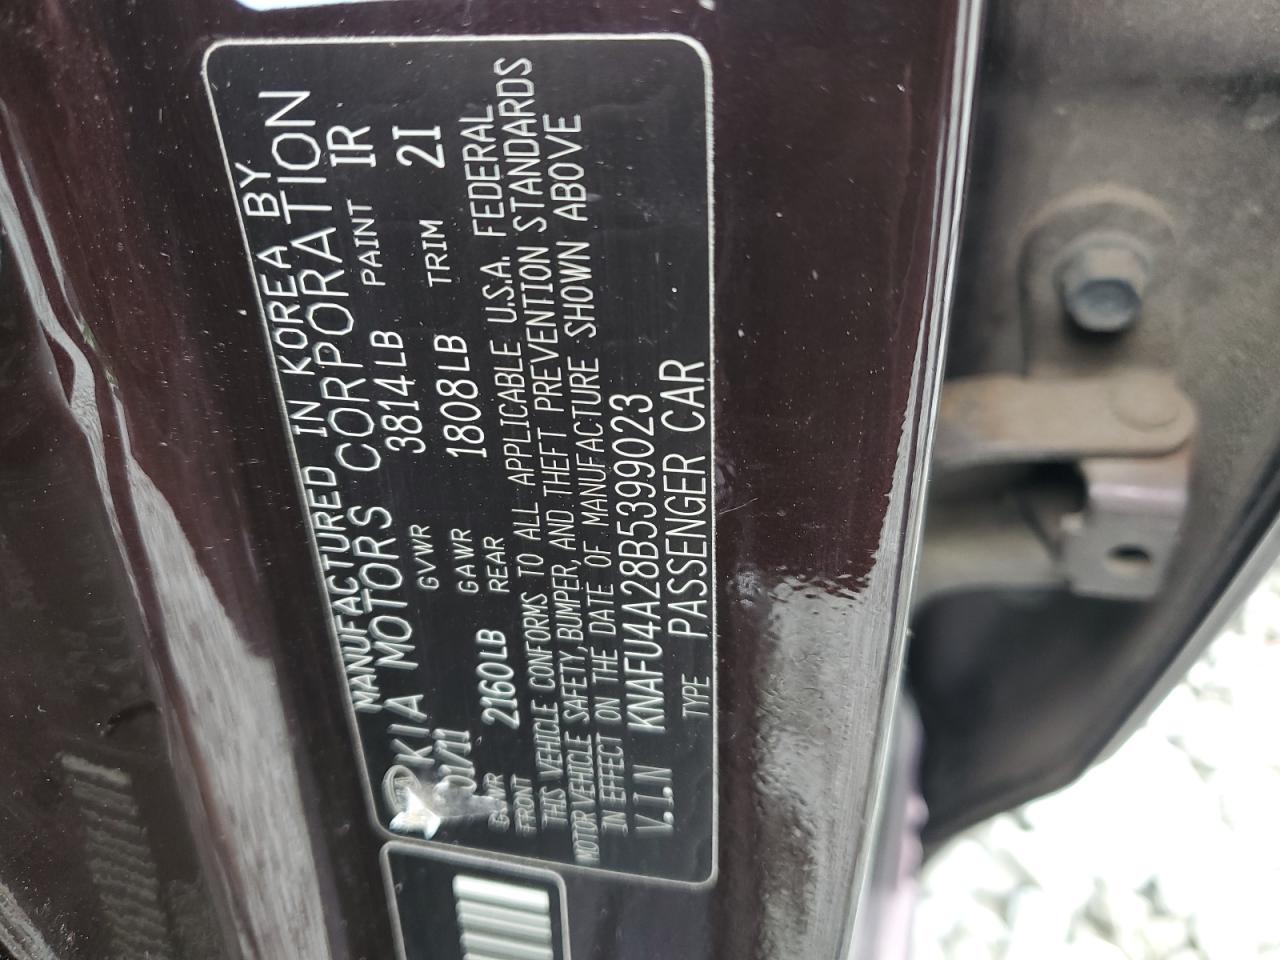 MANUFACTURED IN KOREA BY
KIA MOTORS CORPORATION
GVWR 3814LB PAINT IR
GAWR FRONT 2160LB GAWR REAR 1808LB TRIM 2I
THIS VEHICLE CONFORMS TO ALL APPLICABLE U.S.A. FEDERAL
MOTOR VEHICLE SAFETY, BUMPER, AND THEFT PREVENTION STANDARDS
IN EFFECT ON THE DATE OF MANUFACTURE SHOWN ABOVE
V.I.N KNAFU4A28B5399023
TYPE PASSENGER CAR